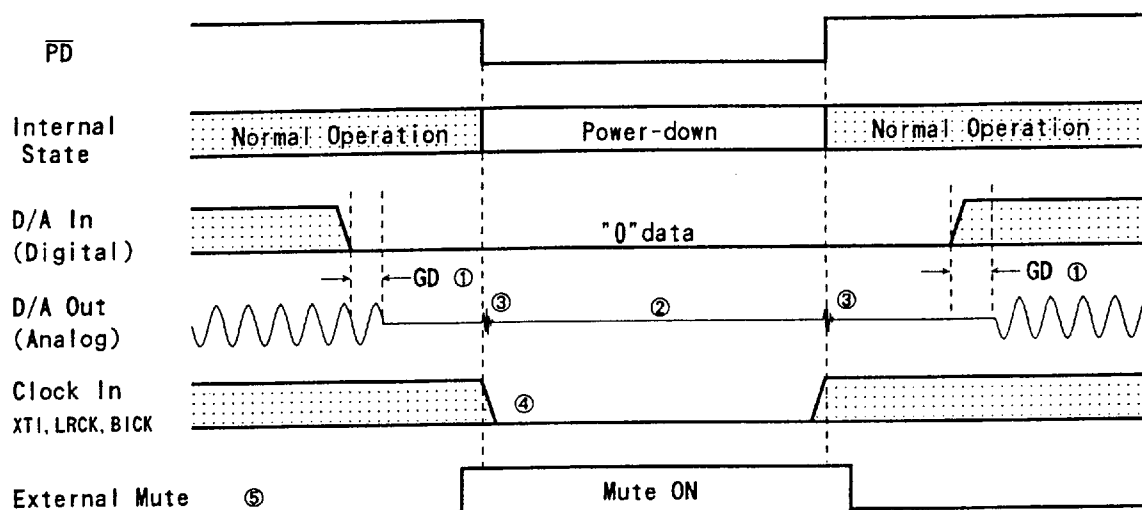 PD
Internal State
Normal Operation
Power-down
Normal Operation
D/A In (Digital)
"0"data
GD ①
GD ①
D/A Out (Analog)
③
②
③
Clock In
XTI, LRCK, BICK
④
External Mute ⑤
Mute ON